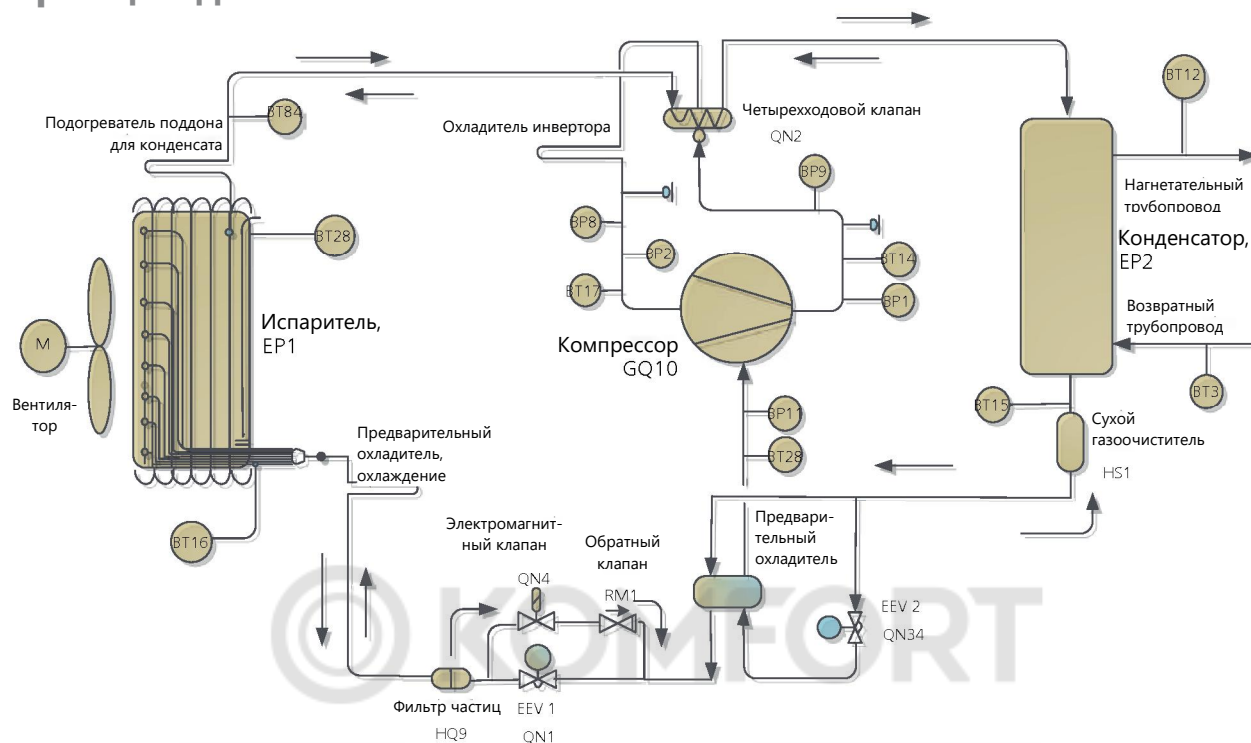 BT12
BT84
Подогреватель поддона
для конденсата
Охладитель инвертора
Четырехходовой клапан
QN2
BP9
Нагнетательный
трубопровод
Конденсатор,
EP2
BT28
BP8
BP2
BT14
BT17
BP1
Испаритель,
EP1
M
Вентиля-
тор
Компрессор
GQ10
Возвратный
трубопровод
BT3
BT15
BP11
BT28
Сухой
газоочиститель
HS1
Предварительный
охладитель,
охлаждение
BT16
Электромагнит-
ный клапан
QN4
Обратный
клапан
RM1
Предвари-
тельный
охладитель
EEV 2
QN34
KOMFORT
Фильтр частиц
HQ9
EEV 1
QN1